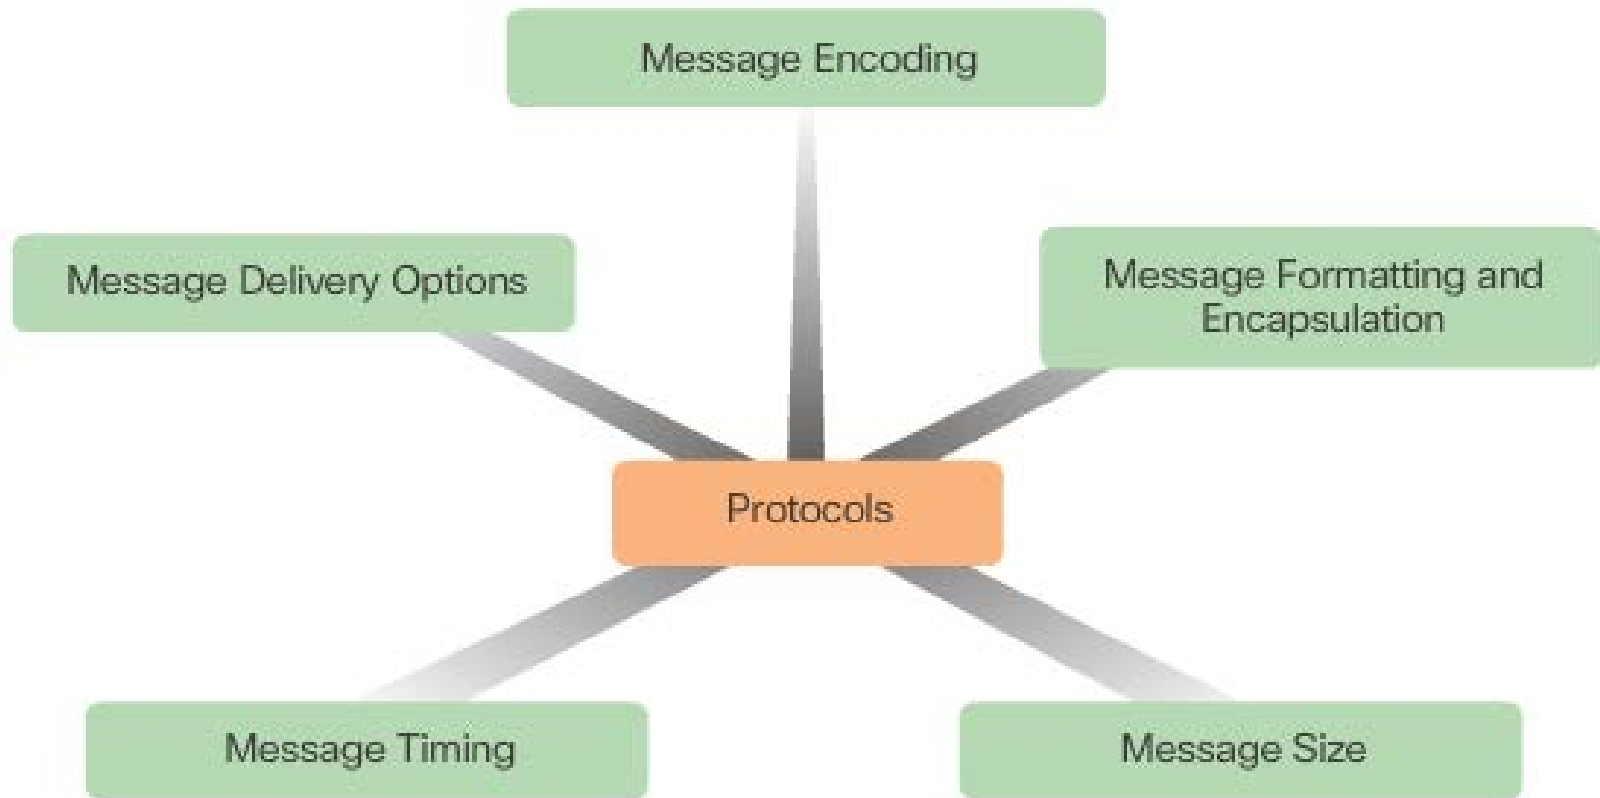 Message Encoding
Message Delivery Options
Message Formatting and
Encapsulation
Protocols
Message Timing
Message Size